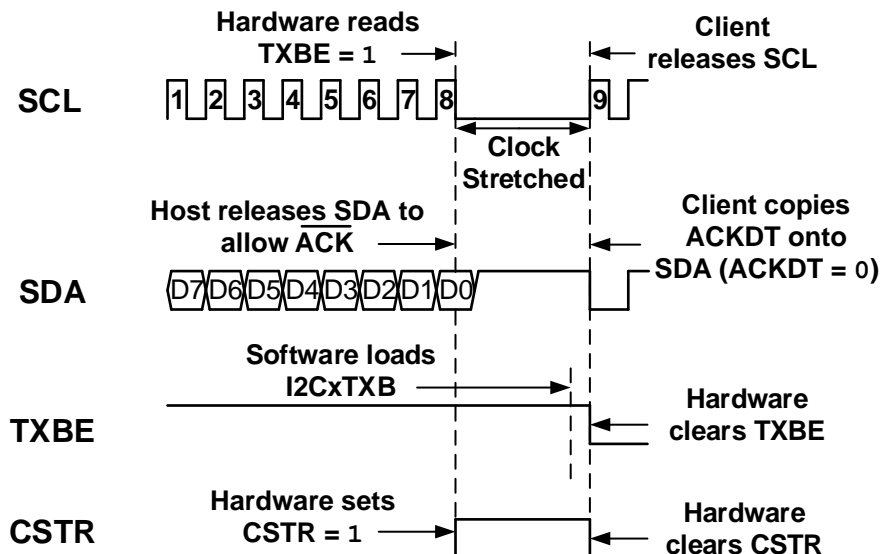 Hardware reads
TXBE = 1
Client
releases SCL
SCL
1 2 3 4 5 6 7 8 9
Clock
Stretched
Host releases SDA to
allow ACK
Client copies
ACKDT onto
SDA (ACKDT = 0)
SDA
D7 D6 D5 D4 D3 D2 D1 D0
Software loads
I2CxTXB
TXBE
Hardware
clears TXBE
Hardware sets
CSTR = 1
CSTR
Hardware
clears CSTR